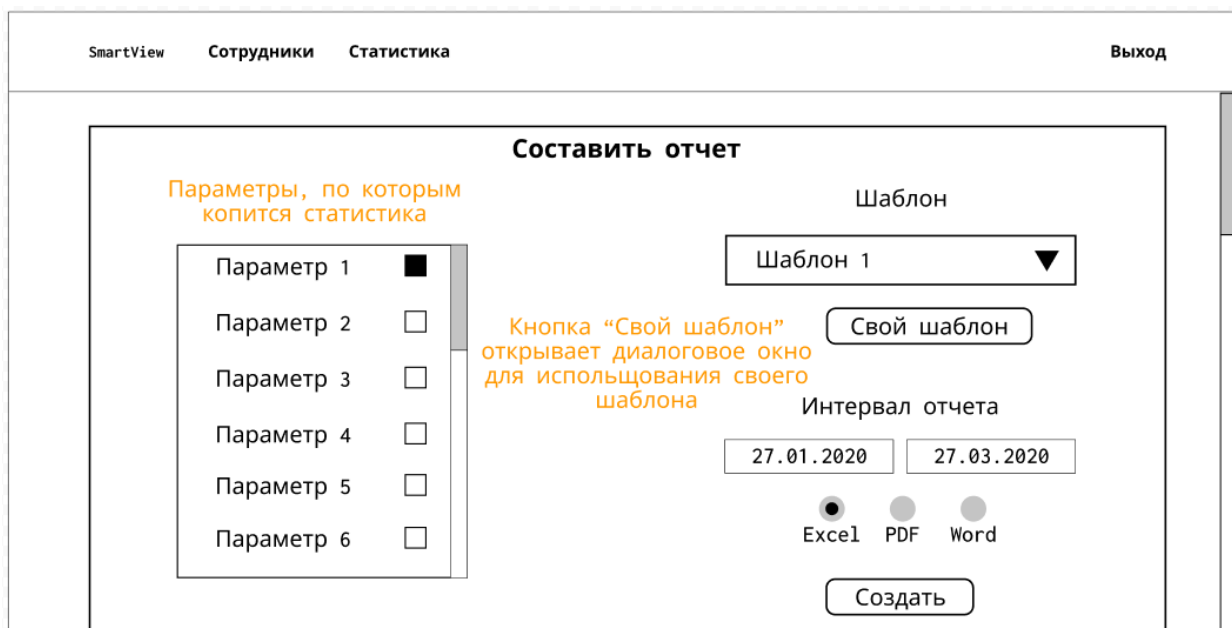 SmartView Сотрудники Статистика Выход
Составить отчет
Параметры, по которым
копится статистика
Параметр 1
Параметр 2
Параметр 3
Параметр 4
Параметр 5
Параметр 6
Кнопка “Свой шаблон”
открывает диалоговое окно
для использщования своего
шаблона
Шаблон
Шаблон 1
Свой шаблон
Интервал отчета
27.01.2020 27.03.2020
Excel PDF Word
Создать